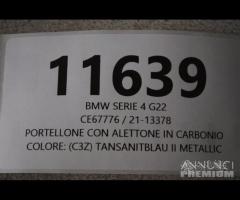 11639
BMW SERIE 4 G22
CE67776 / 21-13378
PORTELLONE CON ALETTONE IN CARBONIO
COLORE: (C3Z) TANSANITBLAU II METALLIC
ANNUNCI
PREMIUM